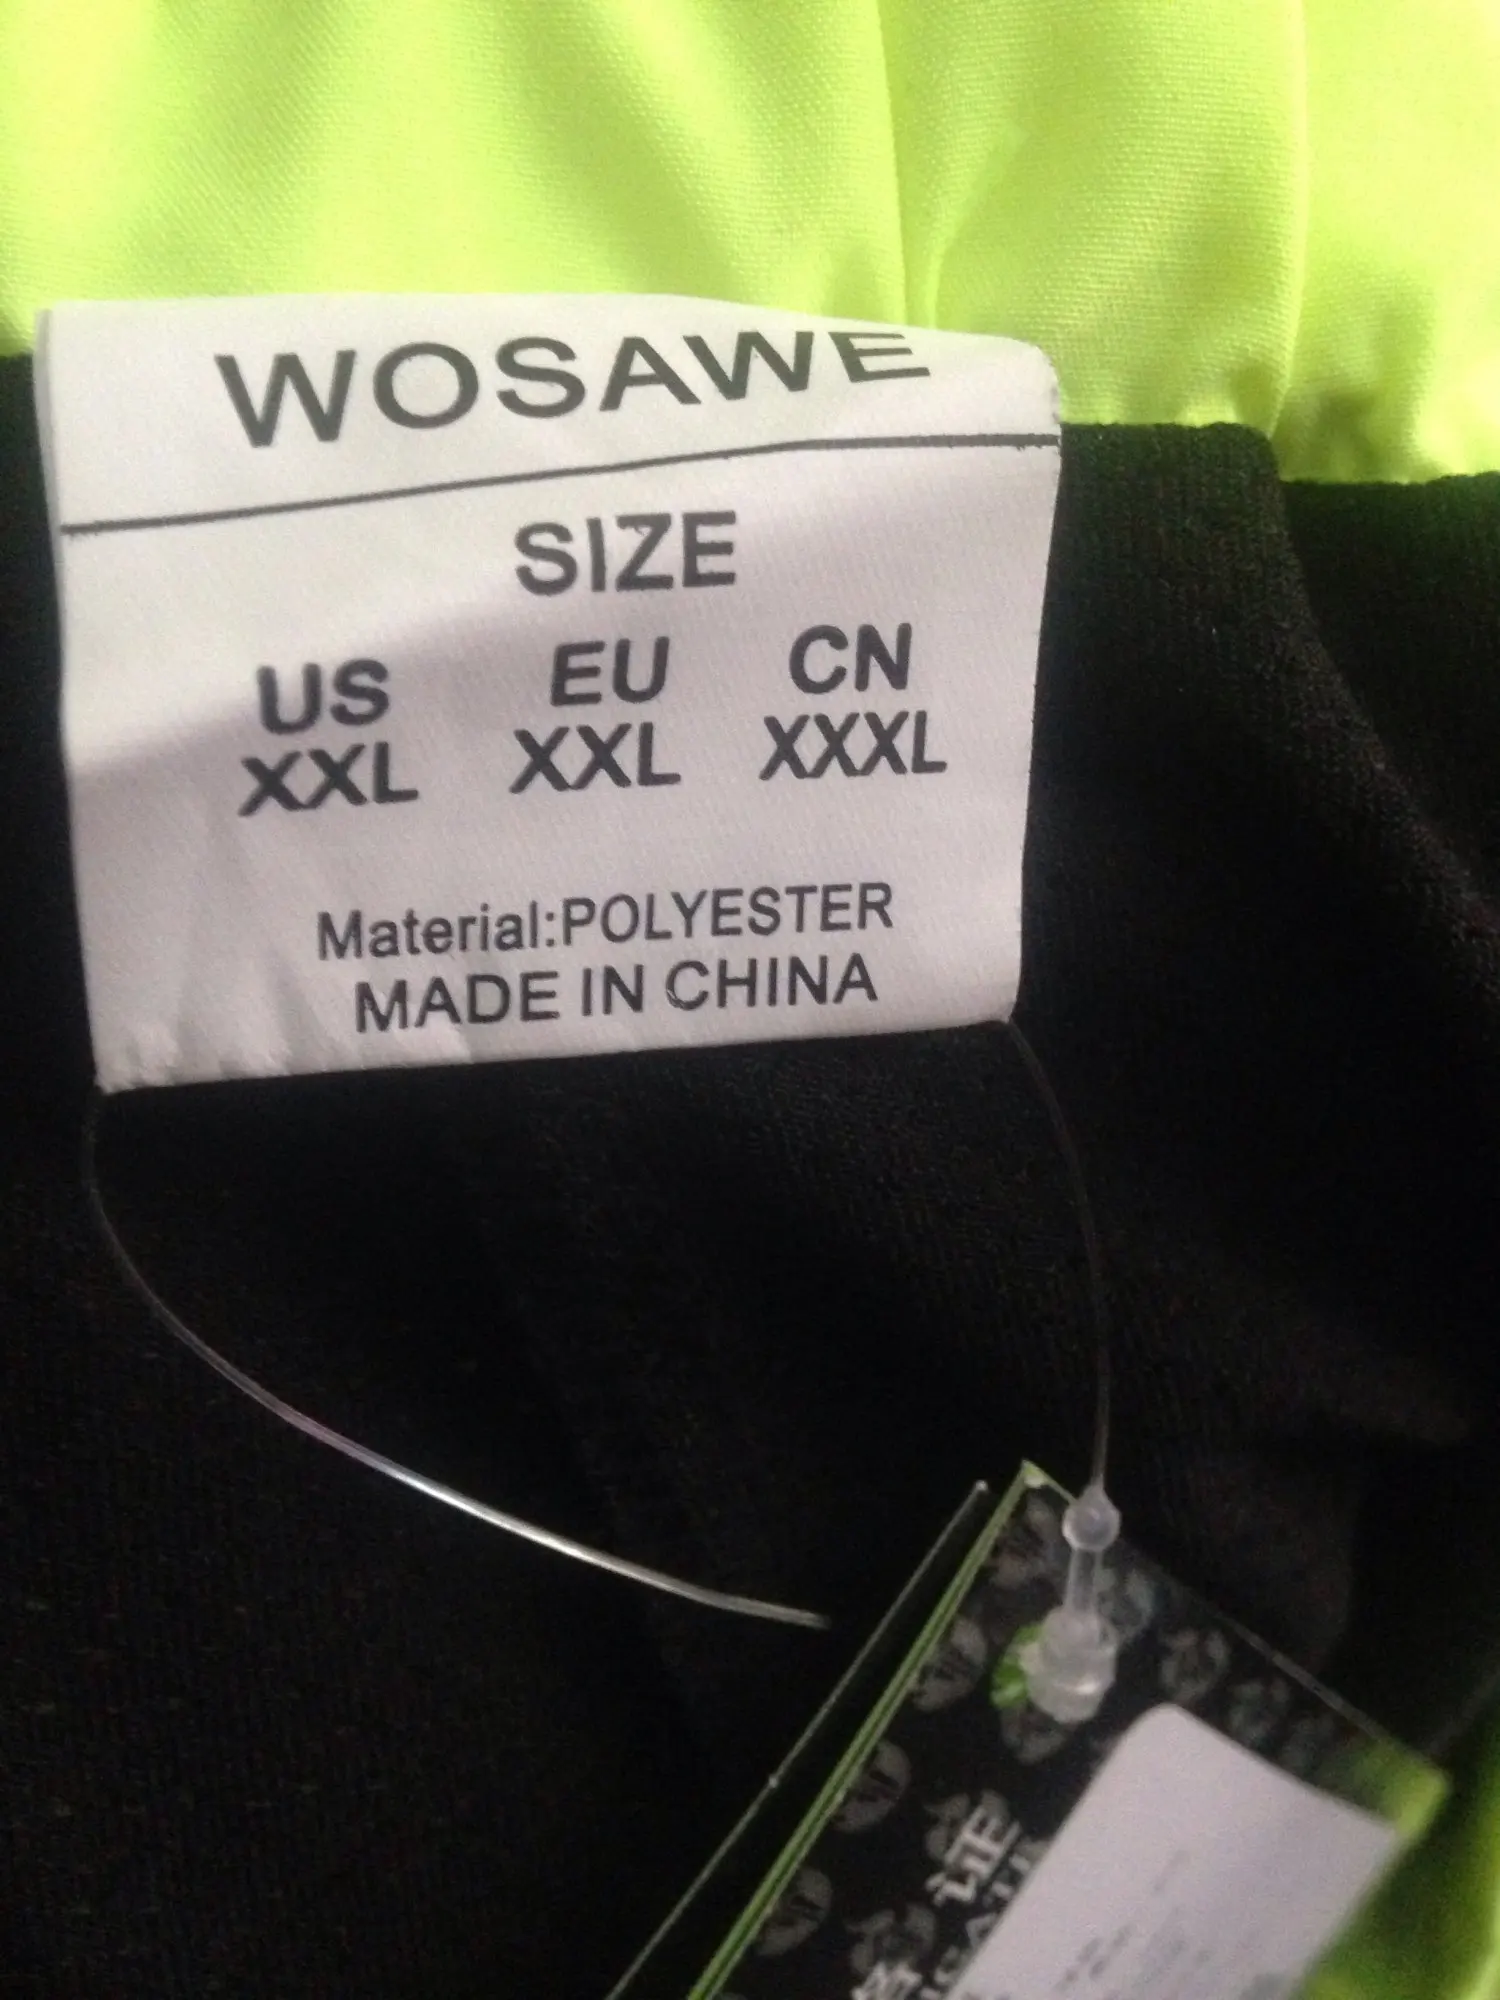 WOSAWE
SIZE
US EU CN
XXL XXL XXXL
Material:POLYESTER
MADE IN CHINA